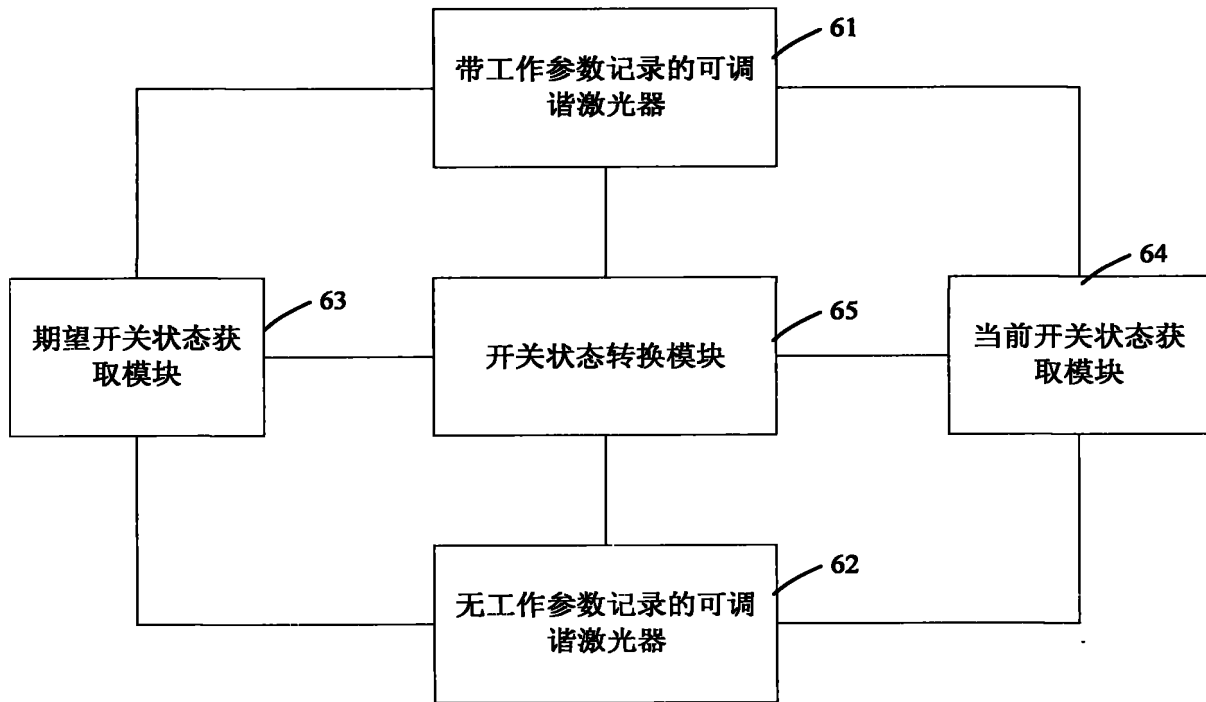 61
带工作参数记录的可调
谐激光器
63
期望开关状态获
取模块
65
开关状态转换模块
64
当前开关状态获
取模块
62
无工作参数记录的可调
谐激光器